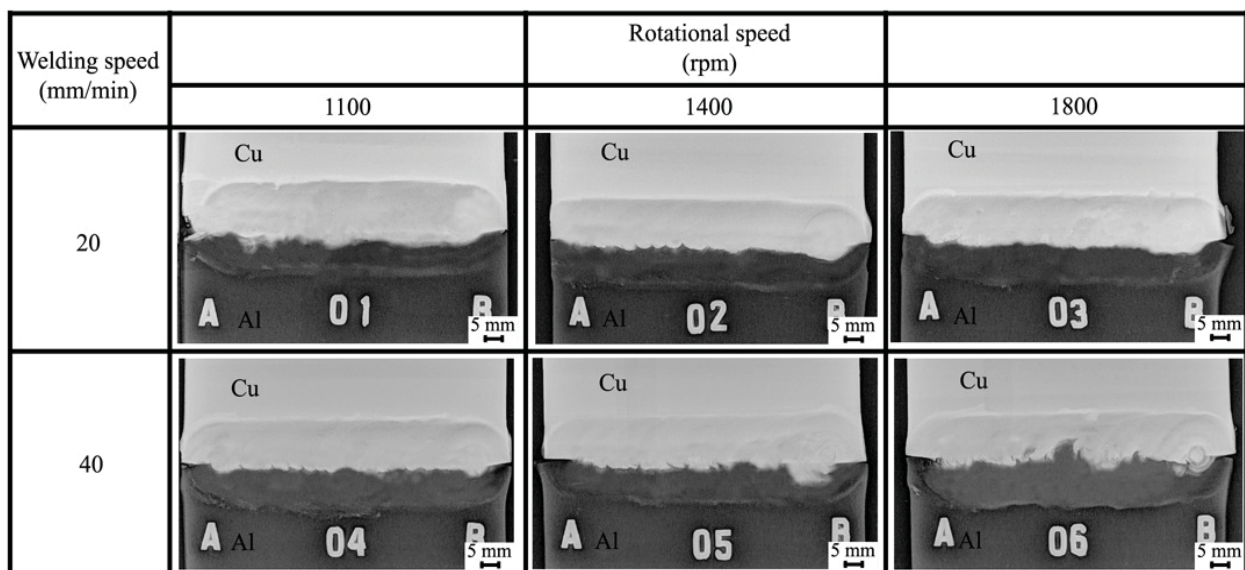 Welding speed
(mm/min)
Rotational speed
(rpm)
1100
1400
1800
20
Cu
A
Al
01
B
5 mm
Cu
A
Al
02
B
5 mm
Cu
A
Al
03
B
5 mm
40
Cu
A
Al
04
B
5 mm
Cu
A
Al
05
B
5 mm
Cu
A
Al
06
B
5 mm